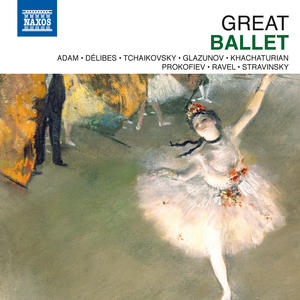 NAXOS
GREAT
BALLET
ADAM • DÉLIBES • TCHAIKOVSKY • GLAZUNOV • KHACHATURIAN
PROKOFIEV • RAVEL • STRAVINSKY